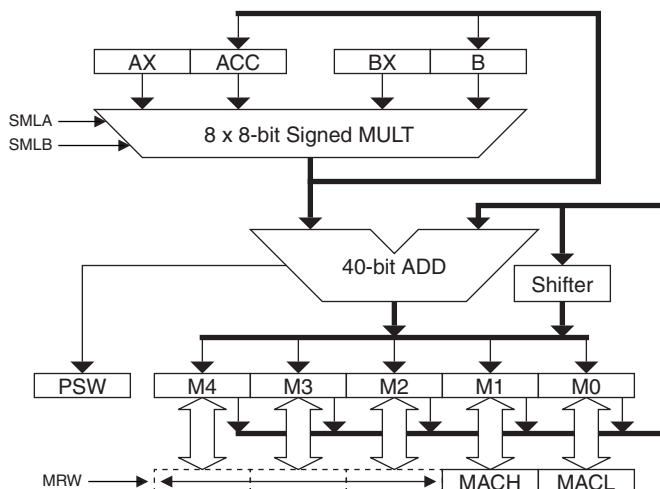 AX ACC BX B
SMLA
8 x 8-bit Signed MULT
SMLB
40-bit ADD
Shifter
PSW M4 M3 M2 M1 M0
MRW MACH MACL